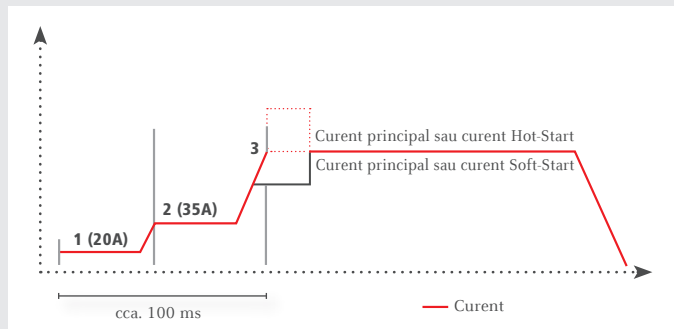 3
Curent principal sau curent Hot-Start
Curent principal sau curent Soft-Start
2 (35A)
1 (20A)
cca. 100 ms
Curent